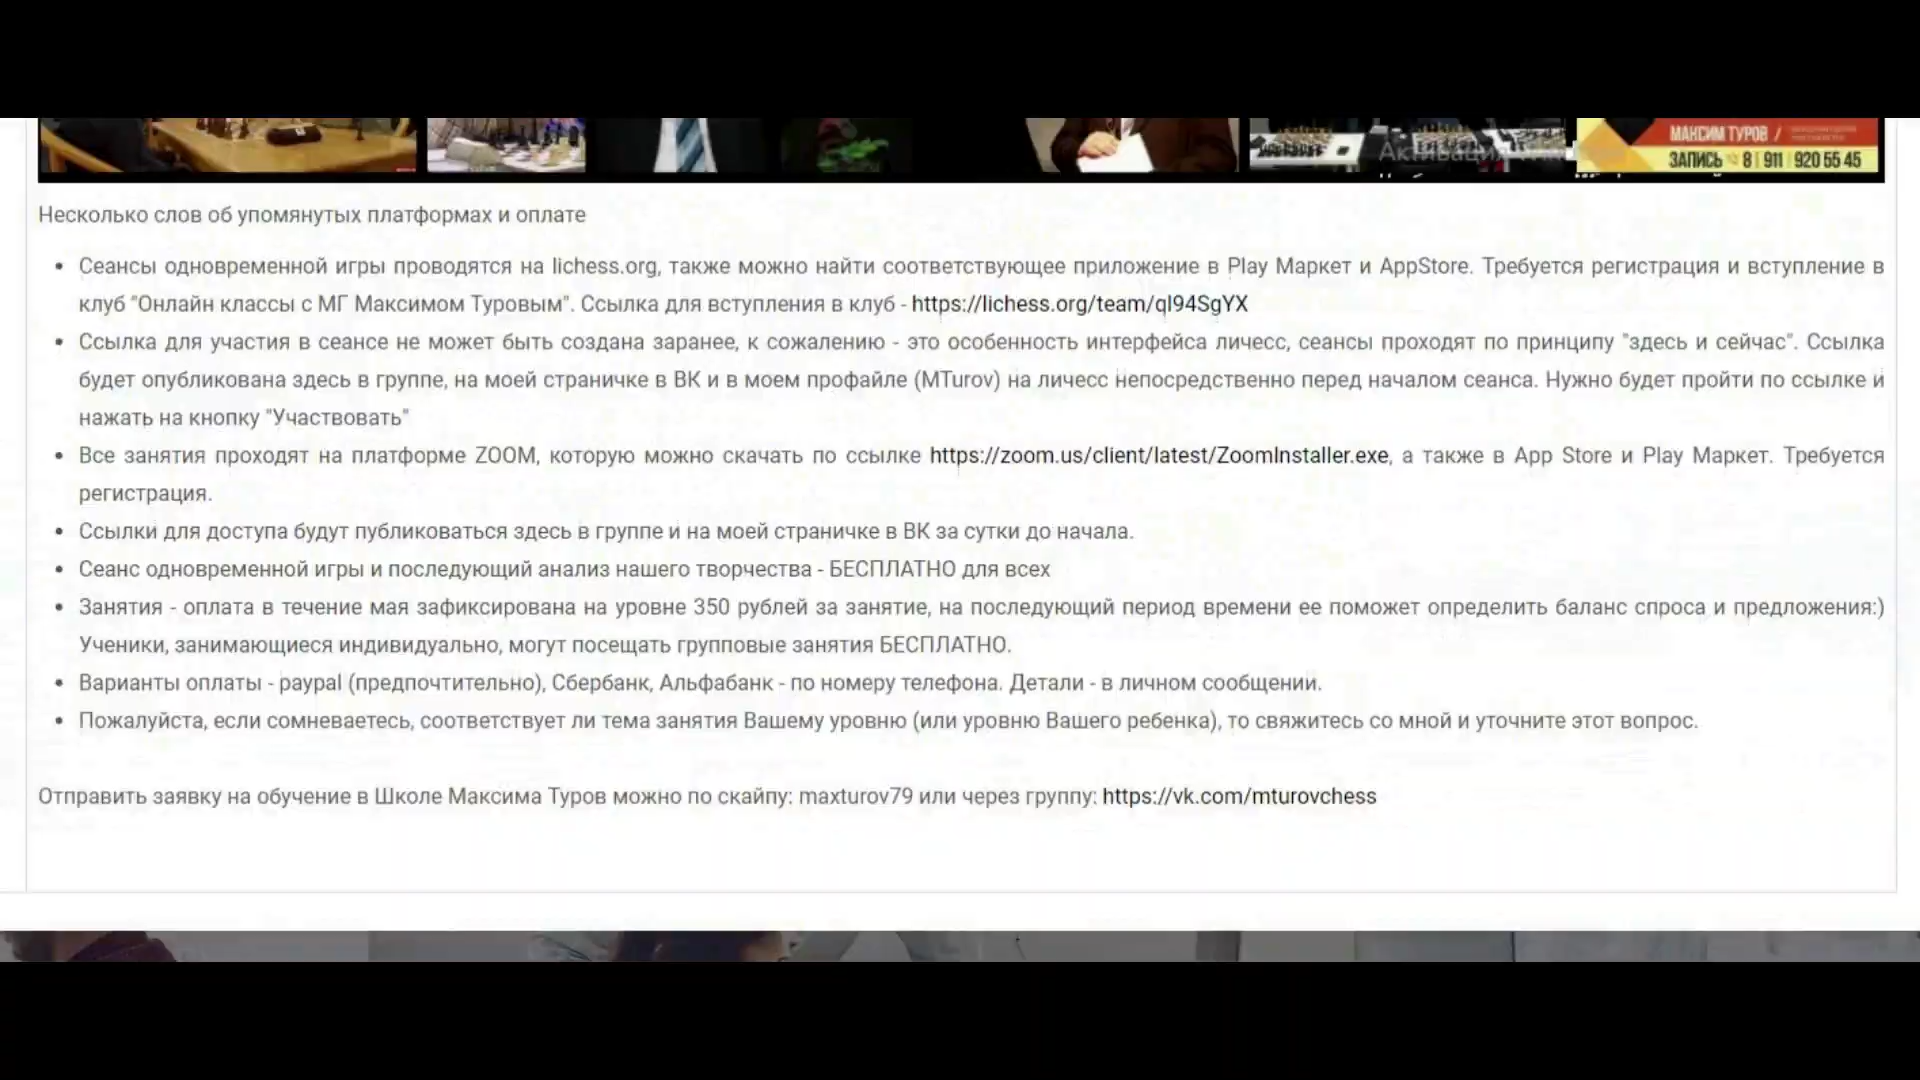 МАКСИМ ТУРОВ /
ЗАПИСЬ 8 | 911 | 920 55 45
Несколько слов об упомянутых платформах и оплате
• Сеансы одновременной игры проводятся на lichess.org, также можно найти соответствующее приложение в Play Маркет и AppStore. Требуется регистрация и вступление в
клуб "Онлайн классы с МГ Максимом Туровым". Ссылка для вступления в клуб - https://lichess.org/team/ql94SgYX
• Ссылка для участия в сеансе не может быть создана заранее, к сожалению - это особенность интерфейса личесс, сеансы проходят по принципу "здесь и сейчас". Ссылка
будет опубликована здесь в группе, на моей страничке в ВК и в моем профайле (MTurov) на личесс непосредственно перед началом сеанса. Нужно будет пройти по ссылке и
нажать на кнопку "Участвовать"
• Все занятия проходят на платформе ZOOM, которую можно скачать по ссылке https://zoom.us/client/latest/ZoomInstaller.exe, а также в App Store и Play Маркет. Требуется
регистрация.
• Ссылки для доступа будут публиковаться здесь в группе и на моей страничке в ВК за сутки до начала.
• Сеанс одновременной игры и последующий анализ нашего творчества - БЕСПЛАТНО для всех
• Занятия - оплата в течение мая зафиксирована на уровне 350 рублей за занятие, на последующий период времени ее поможет определить баланс спроса и предложения:)
Ученики, занимающиеся индивидуально, могут посещать групповые занятия БЕСПЛАТНО.
• Варианты оплаты - paypal (предпочтительно), Сбербанк, Альфабанк - по номеру телефона. Детали - в личном сообщении.
• Пожалуйста, если сомневаетесь, соответствует ли тема занятия Вашему уровню (или уровню Вашего ребенка), то свяжитесь со мной и уточните этот вопрос.
Отправить заявку на обучение в Школе Максима Туров можно по скайпу: maxturov79 или через группу: https://vk.com/mturovchess